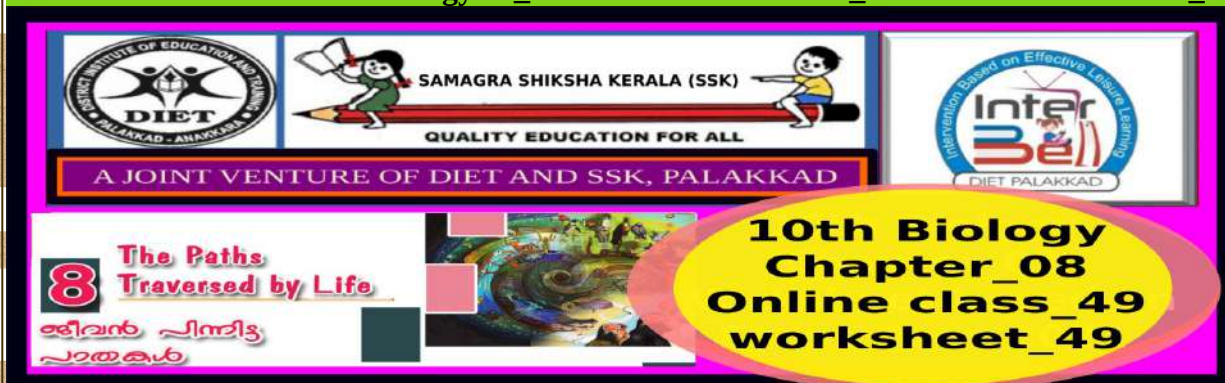 DISTRICT INSTITUTE OF EDUCATION AND TRAINING
DIET
PALAKKAD - ANAKKARA
SAMAGRA SHIKSHA KERALA (SSK)
QUALITY EDUCATION FOR ALL
Intervention Based on Effective Leisure Learning
Inter
Bell
DIET PALAKKAD
A JOINT VENTURE OF DIET AND SSK, PALAKKAD
8
The Paths
Traversed by Life
ജീവൻ പിന്നിട്ട
പാതകൾ
10th Biology
Chapter_08
Online class_49
worksheet_49